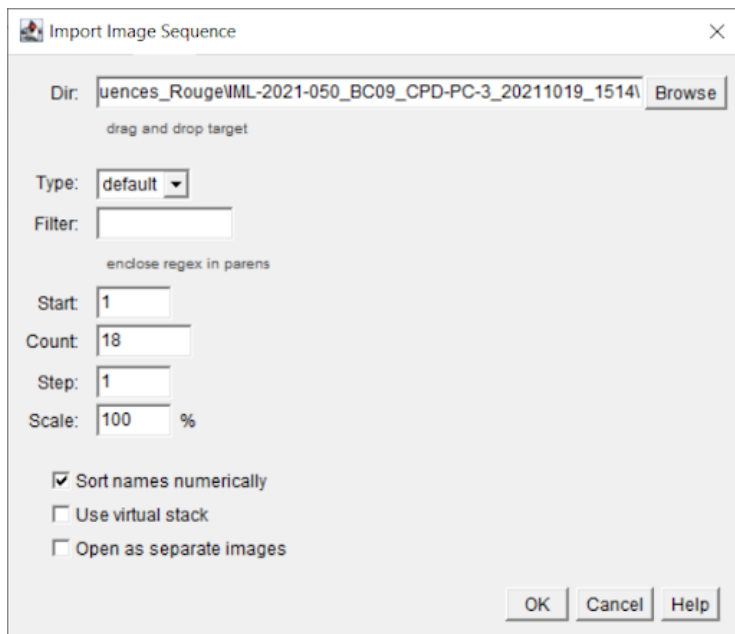 Import Image Sequence
Dir: uences_Rouge\IML-2021-050_BC09_CPD-PC-3_20211019_1514\ Browse
drag and drop target
Type: default
Filter:
enclose regex in parens
Start: 1
Count: 18
Step: 1
Scale: 100 %
Sort names numerically
Use virtual stack
Open as separate images
OK Cancel Help